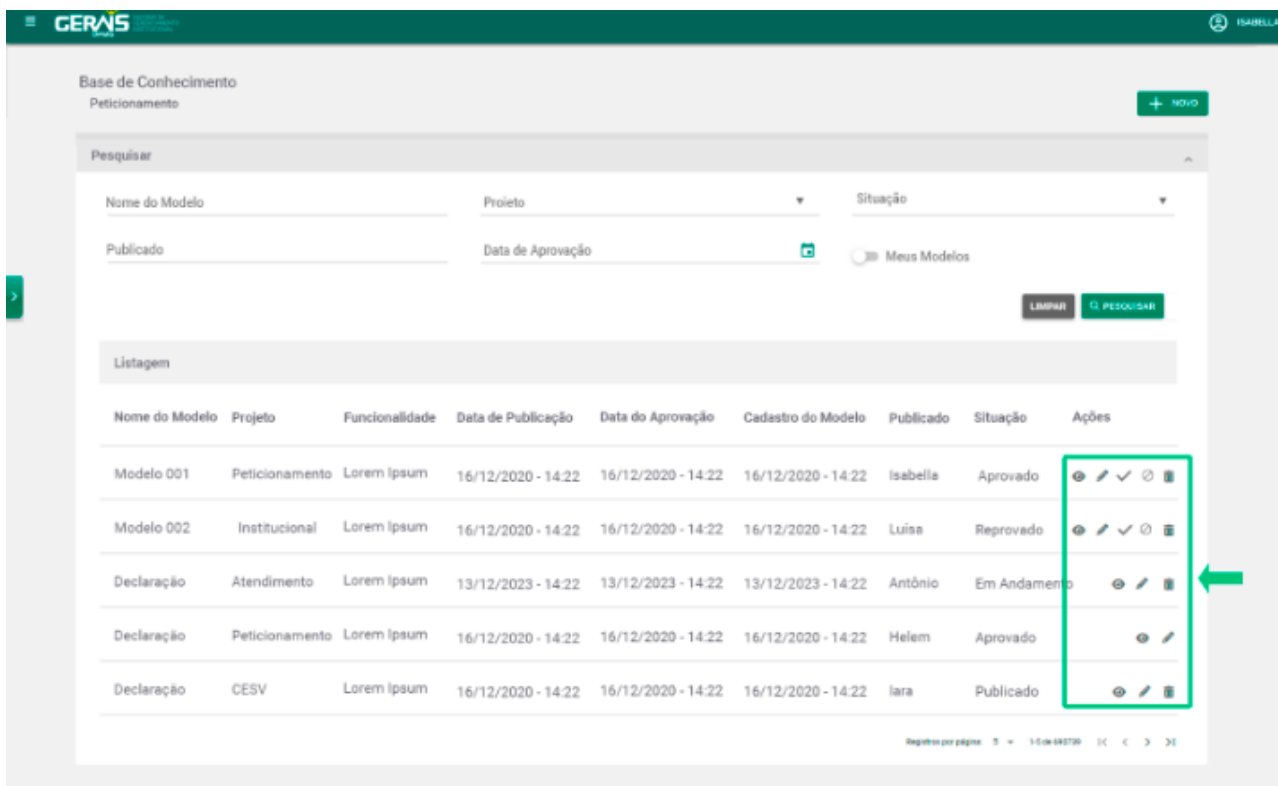 GERAIS
ISABELLA
Base de Conhecimento
Peticionamento
NOVO
Pesquisar
Nome do Modelo Projeto Situação
Publicado Data de Aprovação Meus Modelos
LIMPAR PESQUISAR
Listagem
Nome do Modelo Projeto Funcionalidade Data de Publicação Data do Aprovação Cadastro do Modelo Publicado Situação Ações
Modelo 001 Peticionamento Lorem Ipsum 16/12/2020 - 14:22 16/12/2020 - 14:22 16/12/2020 - 14:22 Isabella Aprovado
Modelo 002 Institucional Lorem Ipsum 16/12/2020 - 14:22 16/12/2020 - 14:22 16/12/2020 - 14:22 Luísa Reprovado
Declaração Atendimento Lorem Ipsum 13/12/2023 - 14:22 13/12/2023 - 14:22 13/12/2023 - 14:22 Antônio Em Andamento
Declaração Peticionamento Lorem Ipsum 16/12/2020 - 14:22 16/12/2020 - 14:22 16/12/2020 - 14:22 Helem Aprovado
Declaração CESV Lorem Ipsum 16/12/2020 - 14:22 16/12/2020 - 14:22 16/12/2020 - 14:22 Iara Publicado
Registros por página: 5 1-5 de